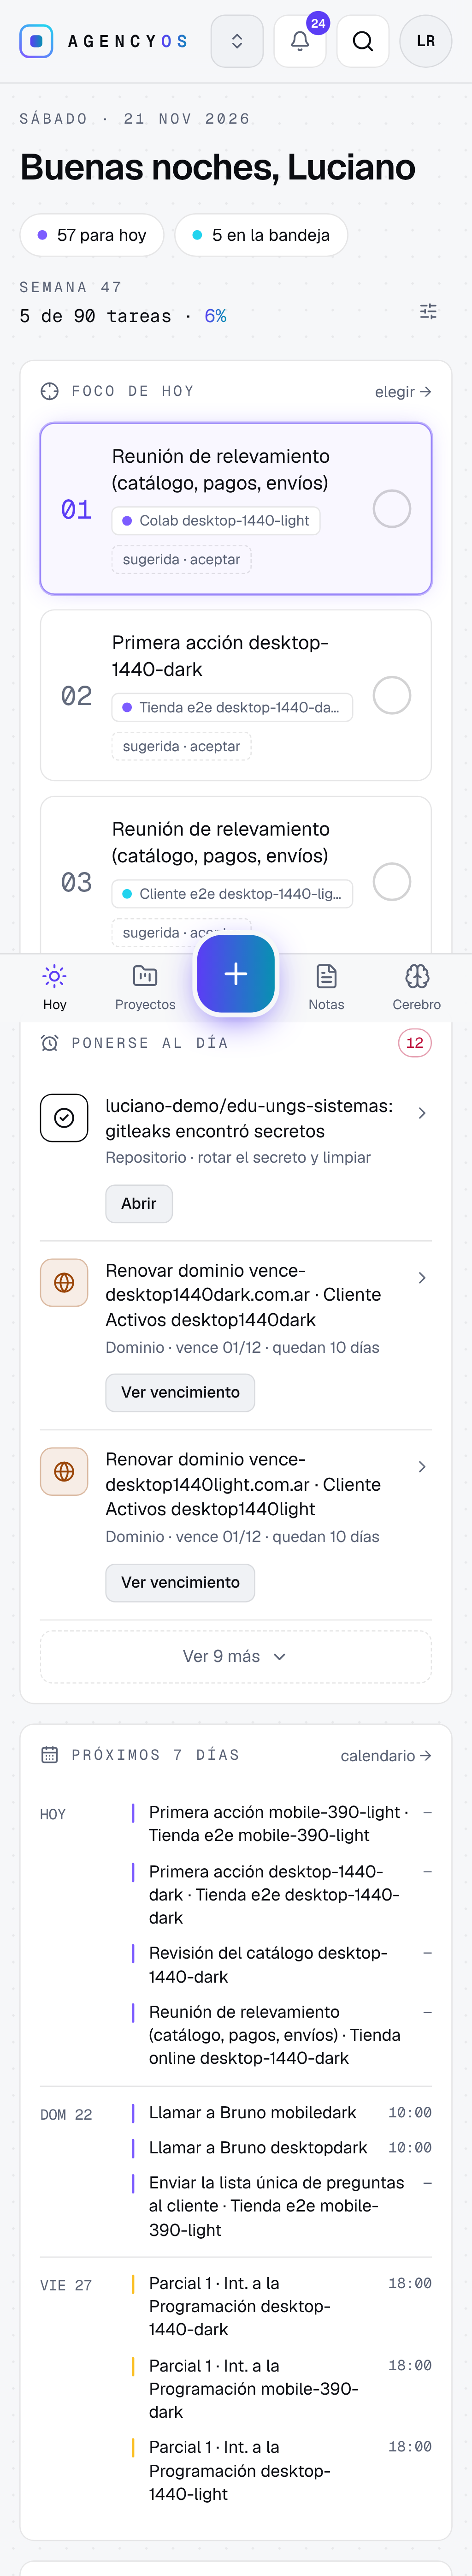 AGENCYOS
24
LR
SÁBADO · 21 NOV 2026
Buenas noches, Luciano
57 para hoy
5 en la bandeja
SEMANA 47
5 de 90 tareas · 6%
FOCO DE HOY
elegir →
01
Reunión de relevamiento
(catálogo, pagos, envíos)
Colab desktop-1440-light
sugerida · aceptar
02
Primera acción desktop-
1440-dark
Tienda e2e desktop-1440-da…
sugerida · aceptar
03
Reunión de relevamiento
(catálogo, pagos, envíos)
Cliente e2e desktop-1440-lig…
sugerida · aceptar
Hoy
Proyectos
Notas
Cerebro
PONERSE AL DÍA
12
luciano-demo/edu-ungs-sistemas:
gitleaks encontró secretos
Repositorio · rotar el secreto y limpiar
Abrir
Renovar dominio vence-
desktop1440dark.com.ar · Cliente
Activos desktop1440dark
Dominio · vence 01/12 · quedan 10 días
Ver vencimiento
Renovar dominio vence-
desktop1440light.com.ar · Cliente
Activos desktop1440light
Dominio · vence 01/12 · quedan 10 días
Ver vencimiento
Ver 9 más
PRÓXIMOS 7 DÍAS
calendario →
HOY
Primera acción mobile-390-light · –
Tienda e2e mobile-390-light
Primera acción desktop-1440- –
dark · Tienda e2e desktop-1440-
dark
Revisión del catálogo desktop- –
1440-dark
Reunión de relevamiento –
(catálogo, pagos, envíos) · Tienda
online desktop-1440-dark
DOM 22
Llamar a Bruno mobiledark 10:00
Llamar a Bruno desktopdark 10:00
Enviar la lista única de preguntas –
al cliente · Tienda e2e mobile-
390-light
VIE 27
Parcial 1 · Int. a la 18:00
Programación desktop-
1440-dark
Parcial 1 · Int. a la 18:00
Programación mobile-390-
dark
Parcial 1 · Int. a la 18:00
Programación desktop-
1440-light